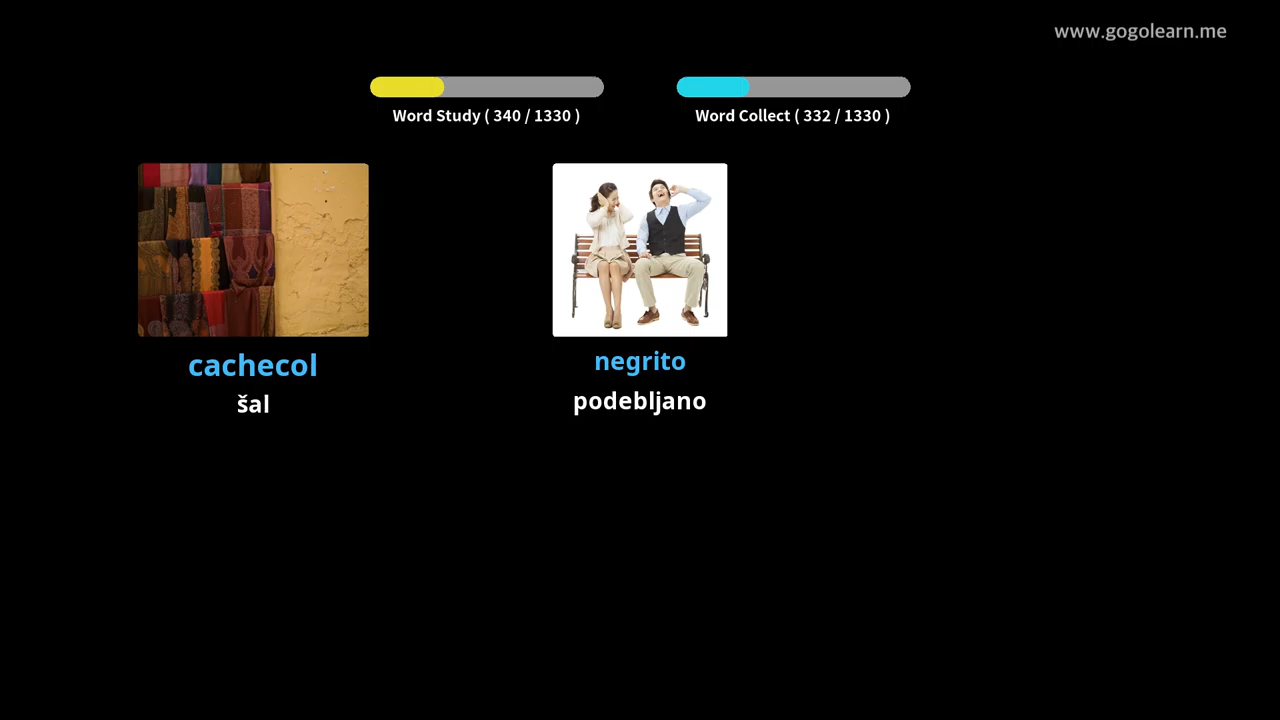 www.gogolearn.me
Word Study ( 340 / 1330 )
Word Collect ( 332 / 1330 )
cachecol
šal
negrito
podebljano